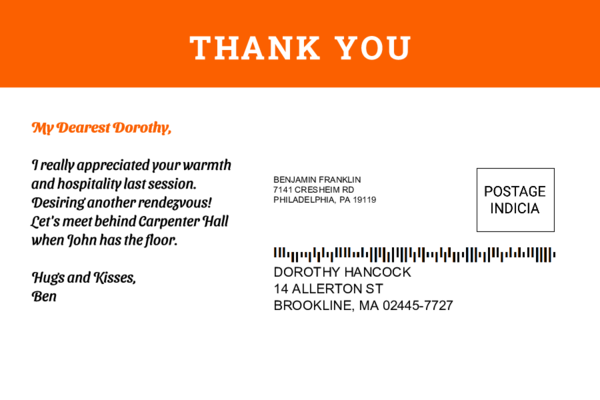 THANK YOU
My Dearest Dorothy,
I really appreciated your warmth
and hospitality last session.
Desiring another rendezvous!
Let's meet behind Carpenter Hall
when John has the floor.
Hugs and Kisses,
Ben
BENJAMIN FRANKLIN
7141 CRESHEIM RD
PHILADELPHIA, PA 19119
POSTAGE
INDICIA
DOROTHY HANCOCK
14 ALLERTON ST
BROOKLINE, MA 02445-7727